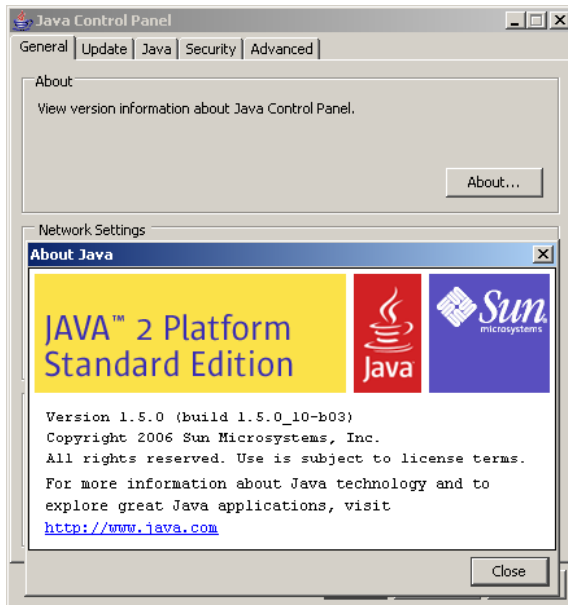 Java Control Panel
General Update Java Security Advanced
About
View version information about Java Control Panel.
About...
Network Settings
About Java
JAVA™ 2 Platform
Standard Edition
Java
Sun
microsystems
Version 1.5.0 (build 1.5.0_10-b03)
Copyright 2006 Sun Microsystems, Inc.
All rights reserved. Use is subject to license terms.
For more information about Java technology and to
explore great Java applications, visit
http://www.java.com
Close